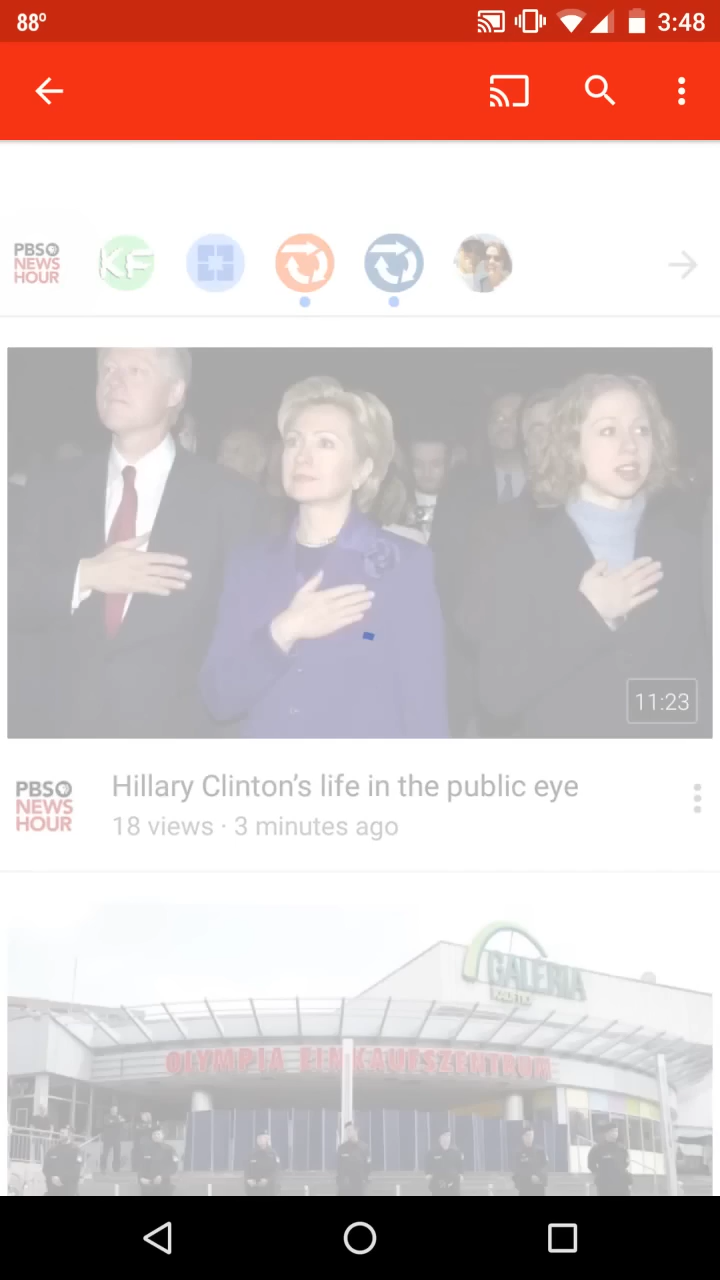 88°
3:48
PBS
NEWS
HOUR
KF
11:23
PBS
NEWS
HOUR
Hillary Clinton’s life in the public eye
18 views · 3 minutes ago
GALERIA
OLYMPIA EINKAUFSZENTRUM